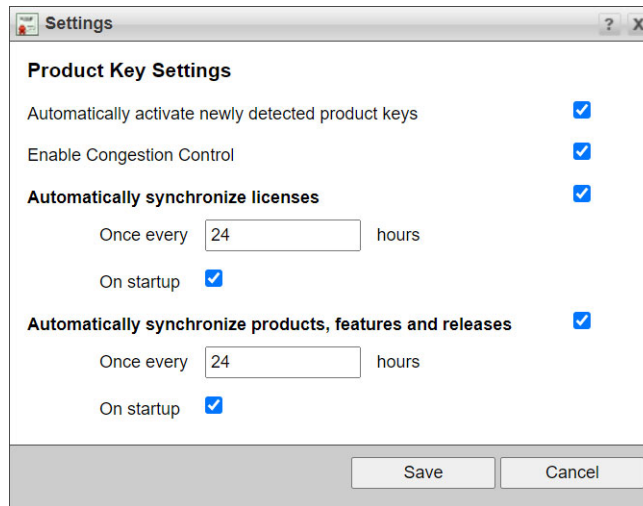 Settings
? X
Product Key Settings
Automatically activate newly detected product keys
Enable Congestion Control
Automatically synchronize licenses
Once every 24 hours
On startup
Automatically synchronize products, features and releases
Once every 24 hours
On startup
Save Cancel